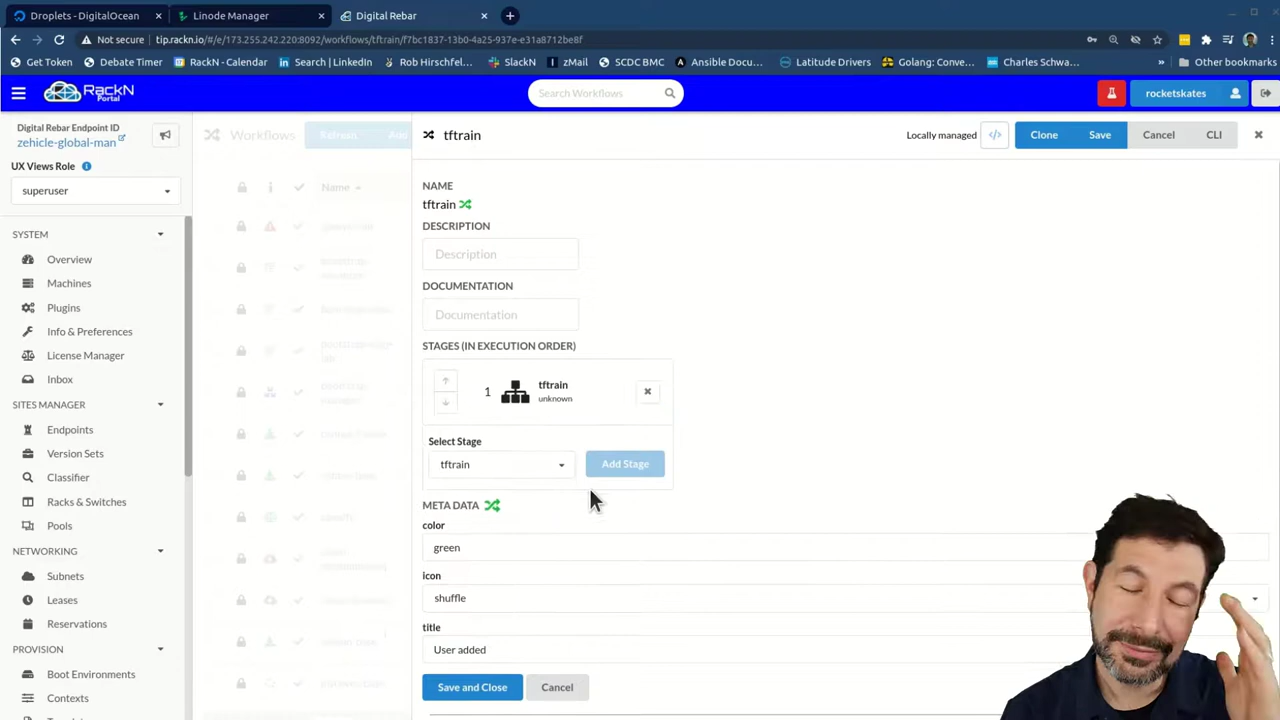 Droplets - DigitalOcean
Linode Manager
Digital Rebar
Not secure
tip.rackn.io/#/e/173.255.242.220:8092/workflows/tftrain/f7bc1837-13b0-4a25-937e-e31a8712be8f
Get Token
Debate Timer
RackN - Calendar
Search | LinkedIn
Rob Hirschfel...
SlackN
zMail
SCDC BMC
Ansible Docu...
Latitude Drivers
Golang: Conve...
Charles Schwa...
»
Other bookmarks
RackN
Portal
Search Workflows
rocketskates
Digital Rebar Endpoint ID
zehicle-global-man
UX Views Role
superuser
SYSTEM
Overview
Machines
Plugins
Info & Preferences
License Manager
Inbox
SITES MANAGER
Endpoints
Version Sets
Classifier
Racks & Switches
Pools
NETWORKING
Subnets
Leases
Reservations
PROVISION
Boot Environments
Contexts
Workflows
Refresh
Name
tftrain
Locally managed
</>
Clone
Save
Cancel
CLI
NAME
tftrain
DESCRIPTION
Description
DOCUMENTATION
Documentation
STAGES (IN EXECUTION ORDER)
1
tftrain
unknown
Select Stage
tftrain
Add Stage
META DATA
color
green
icon
shuffle
title
User added
Save and Close
Cancel